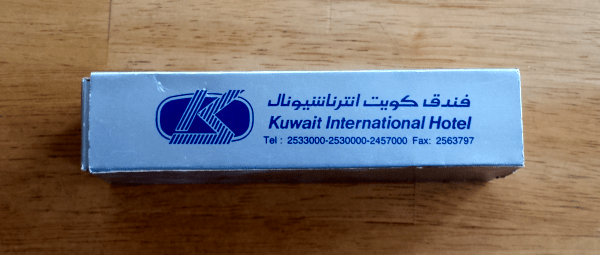 فندق كويت انترناشيونال
Kuwait International Hotel
Tel : 2533000-2530000-2457000 Fax: 2563797